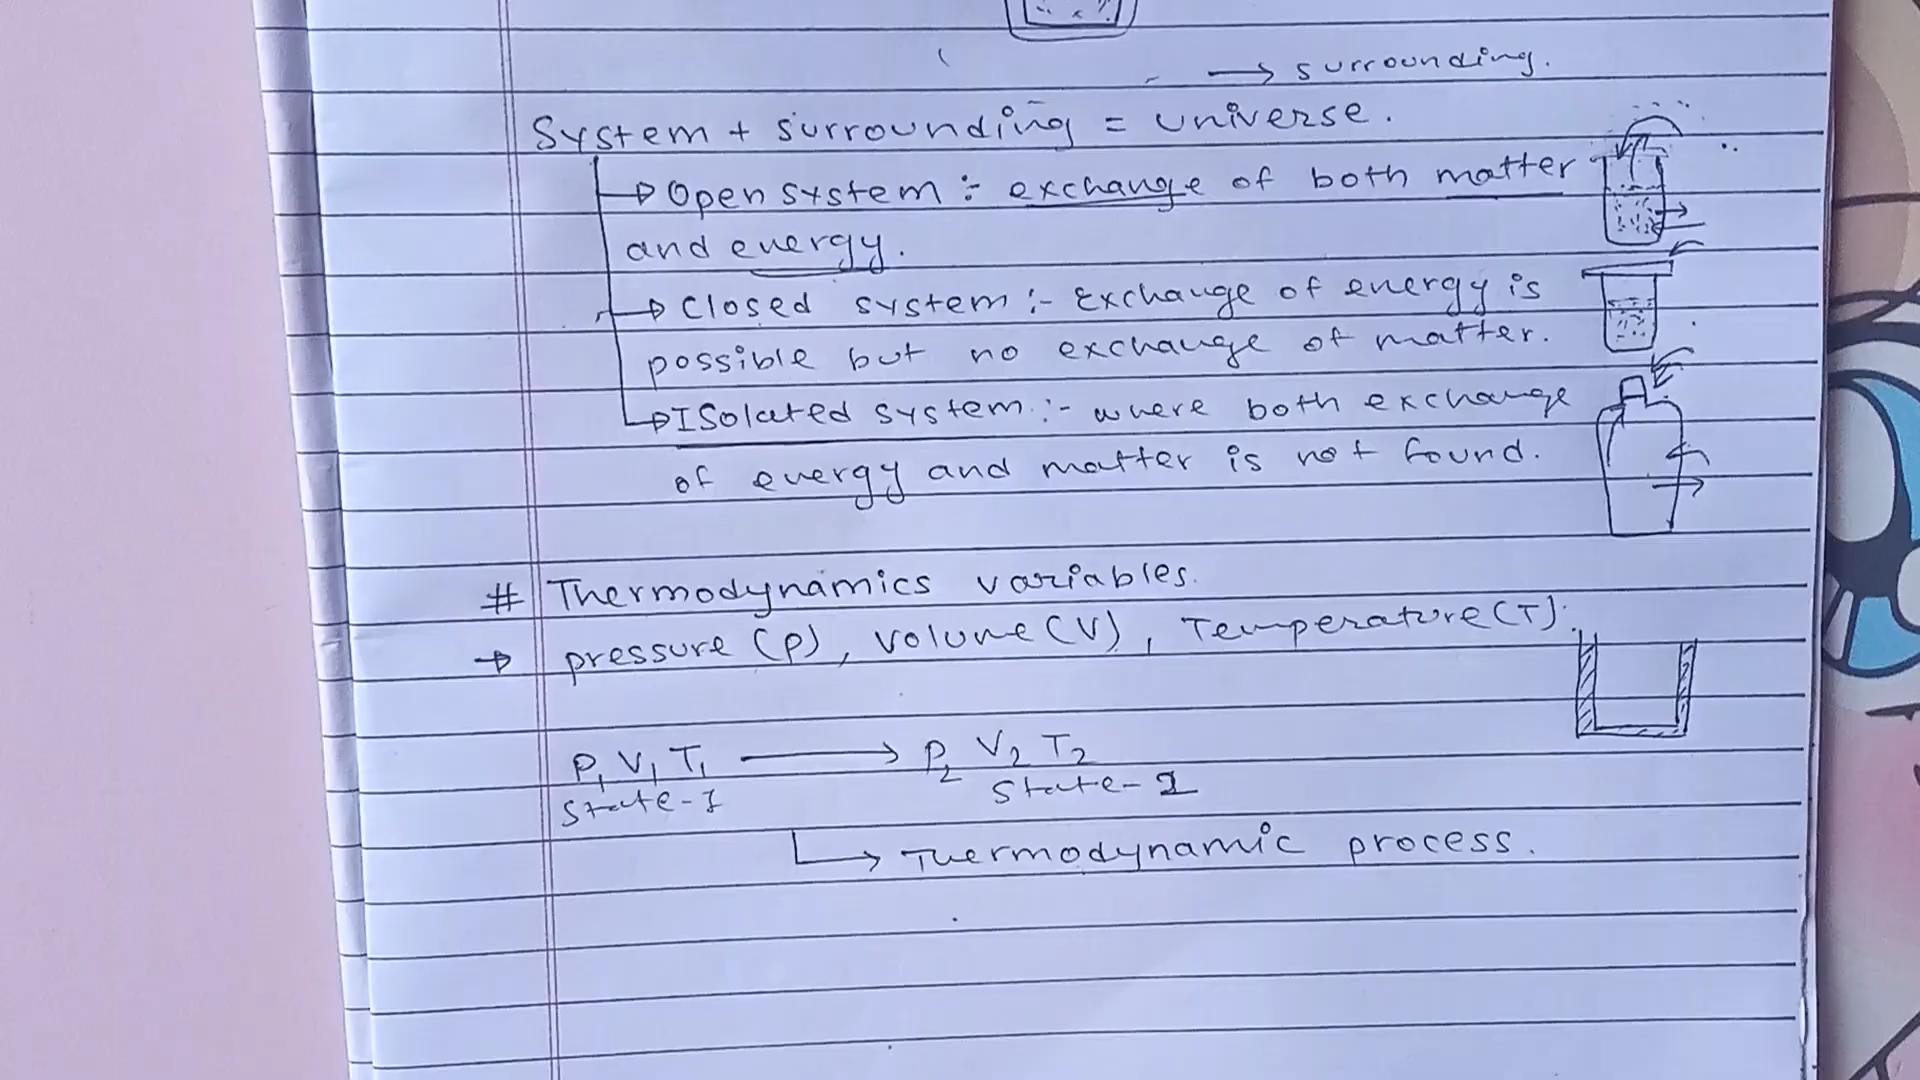 → surrounding.
System + surrounding = universe.
→ Open system :- exchange of both matter
and energy.
→ Closed system :- Exchange of energy is
possible but no exchange of matter.
→ ISolated system :- where both exchange
of energy and matter is not found.
# Thermodynamics variables.
→ pressure (p), volume (V), Temperature (T).
P₁ V₁ T₁ ⟶ P₂ V₂ T₂
State-1 State-2
↳ Thermodynamic process.